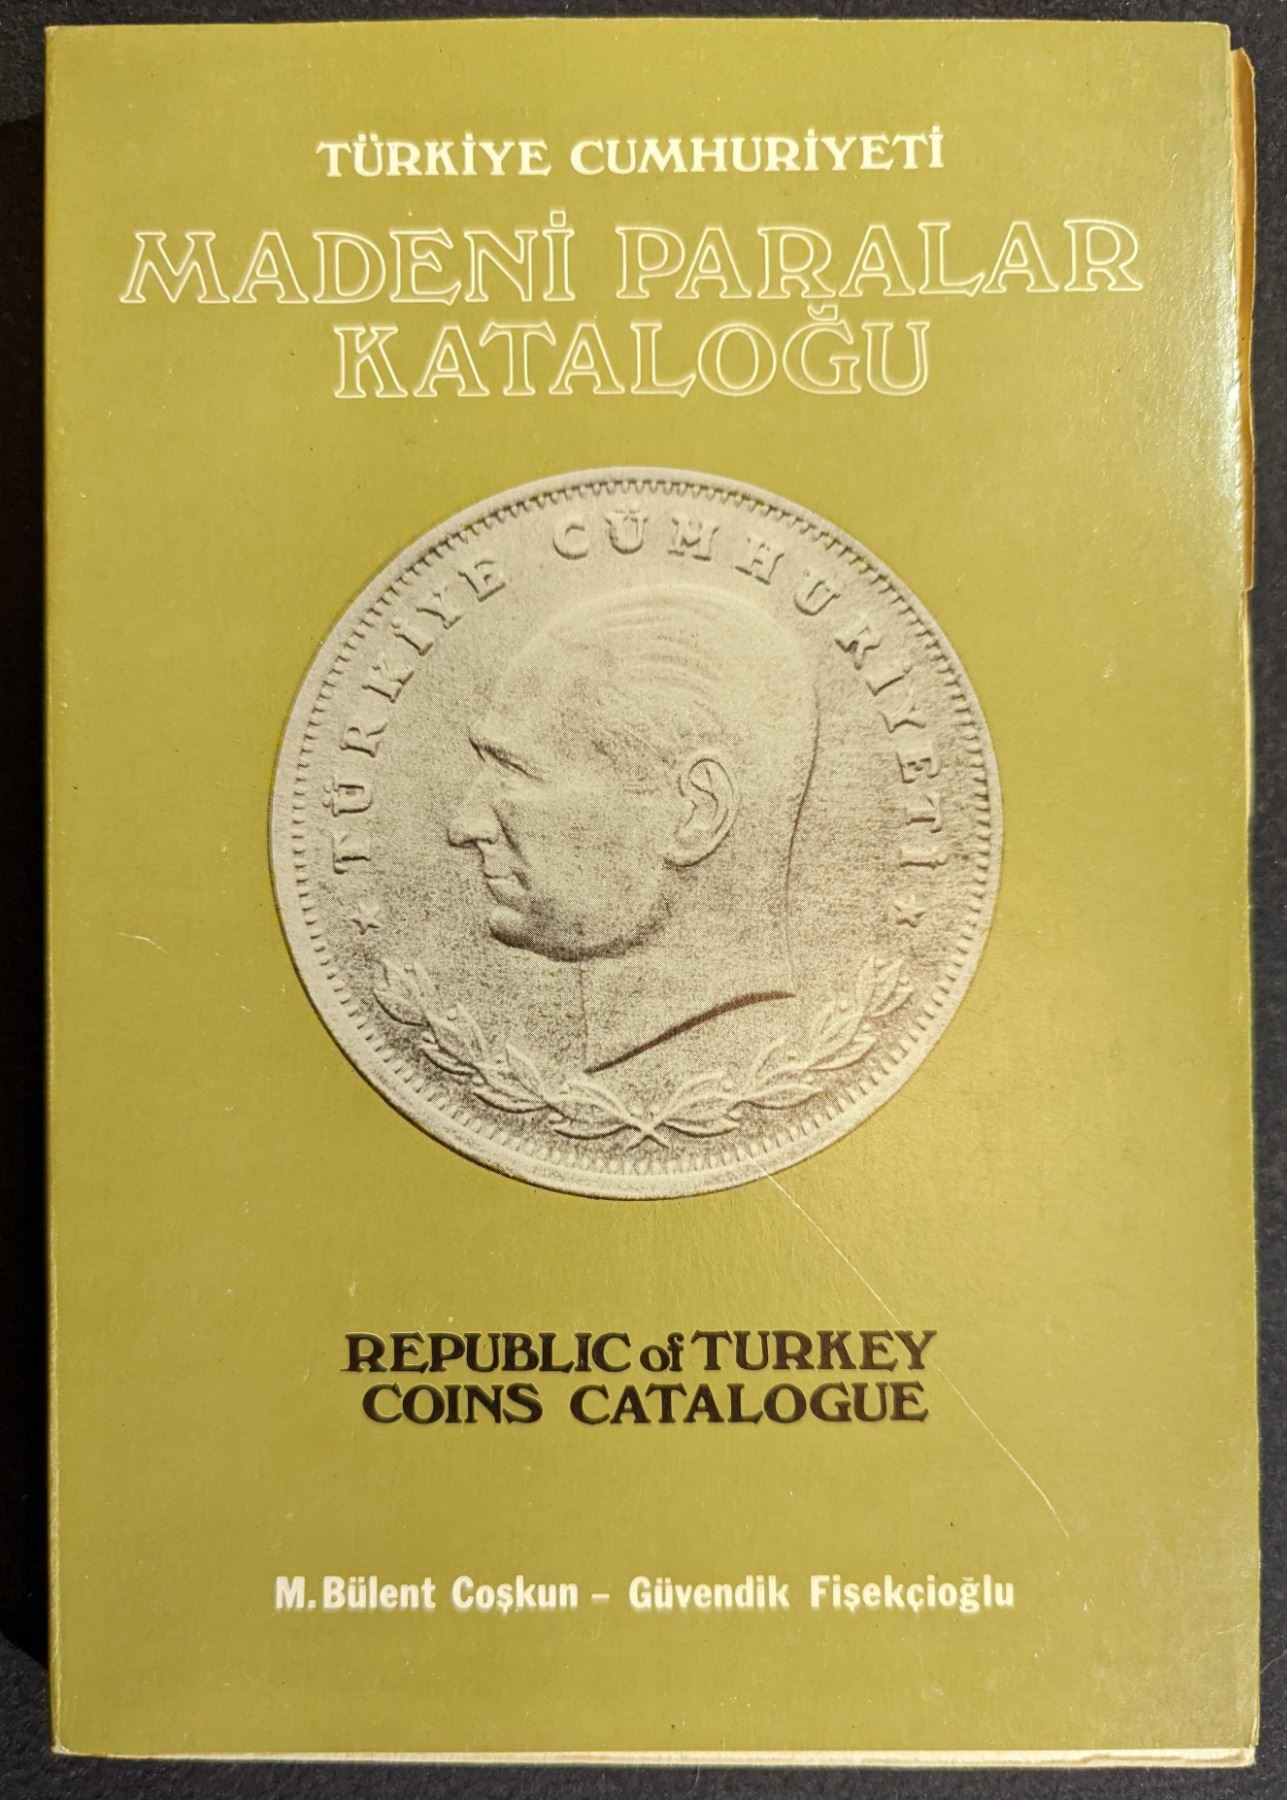 TÜRKİYE CUMHURİYETİ
MADENİ PARALAR
KATALOĞU
TÜRKİYE CÜMHURİYETİ
REPUBLIC of TURKEY
COINS CATALOGUE
M. Bülent Coşkun – Güvendik Fişekçioğlu